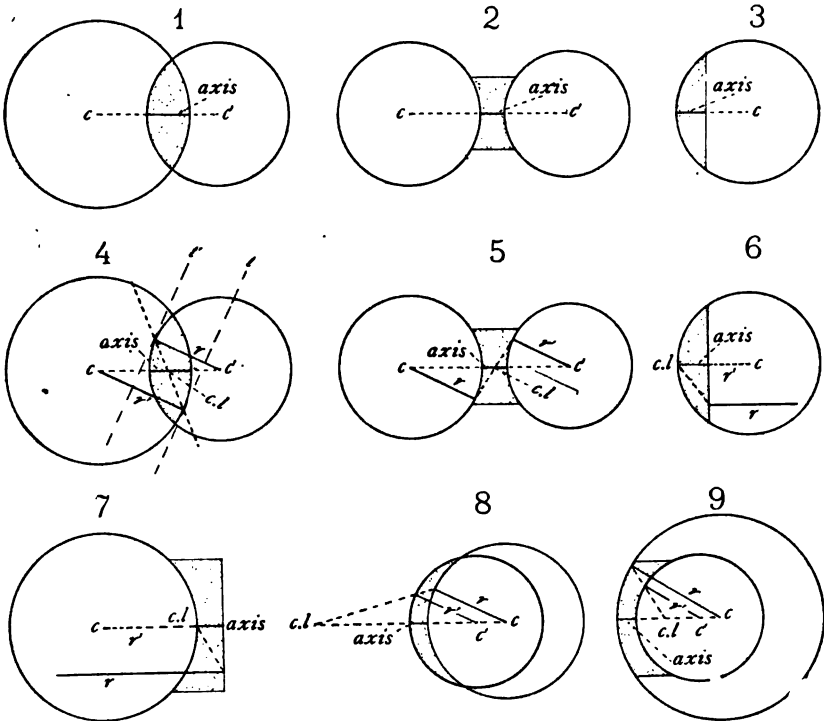 1
axis
c c'
2
axis
c c'
3
axis
c
4
l' l
axis
r
c c'
r'
c.l
5
axis
r'
c c'
r
c.l
6
axis
c.l
r' c
r
7
c.l
c axis
r'
r
8
c.l
r
r'
c' c
axis
9
r
r'
c
c.l c'
axis